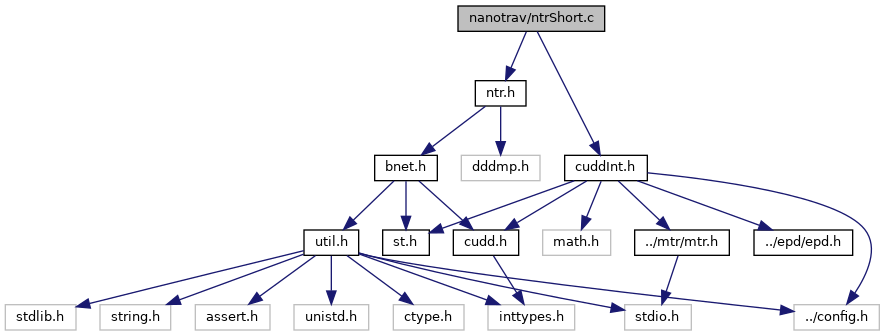 nanotrav/ntrShort.c
ntr.h
bnet.h
dddmp.h
cuddInt.h
util.h
st.h
cudd.h
math.h
../mtr/mtr.h
../epd/epd.h
stdlib.h
string.h
assert.h
unistd.h
ctype.h
inttypes.h
stdio.h
../config.h